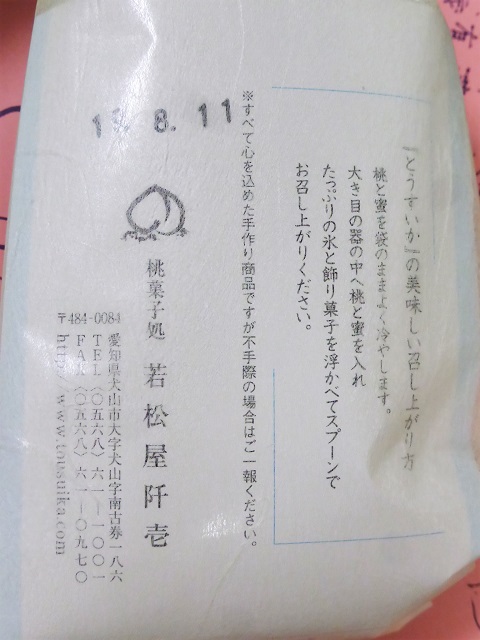 『とうすいか』の美味しい召し上がり方
桃と蜜を袋のままよく冷やします。
大き目の器の中へ桃と蜜を入れ
たっぷりの氷と飾り菓子を浮かべてスプーンで
お召し上がりください。
※すべて心を込めた手作り商品ですが不手際の場合はご一報ください。
8.11
桃菓子処 若松屋阡壱
〒484-0084
愛知県犬山市大字犬山字南古券一八六
TEL〈〇五六八〉六一―一〇〇一
FAX〈〇五六八〉六一―〇九七〇
http://www.tousuika.com